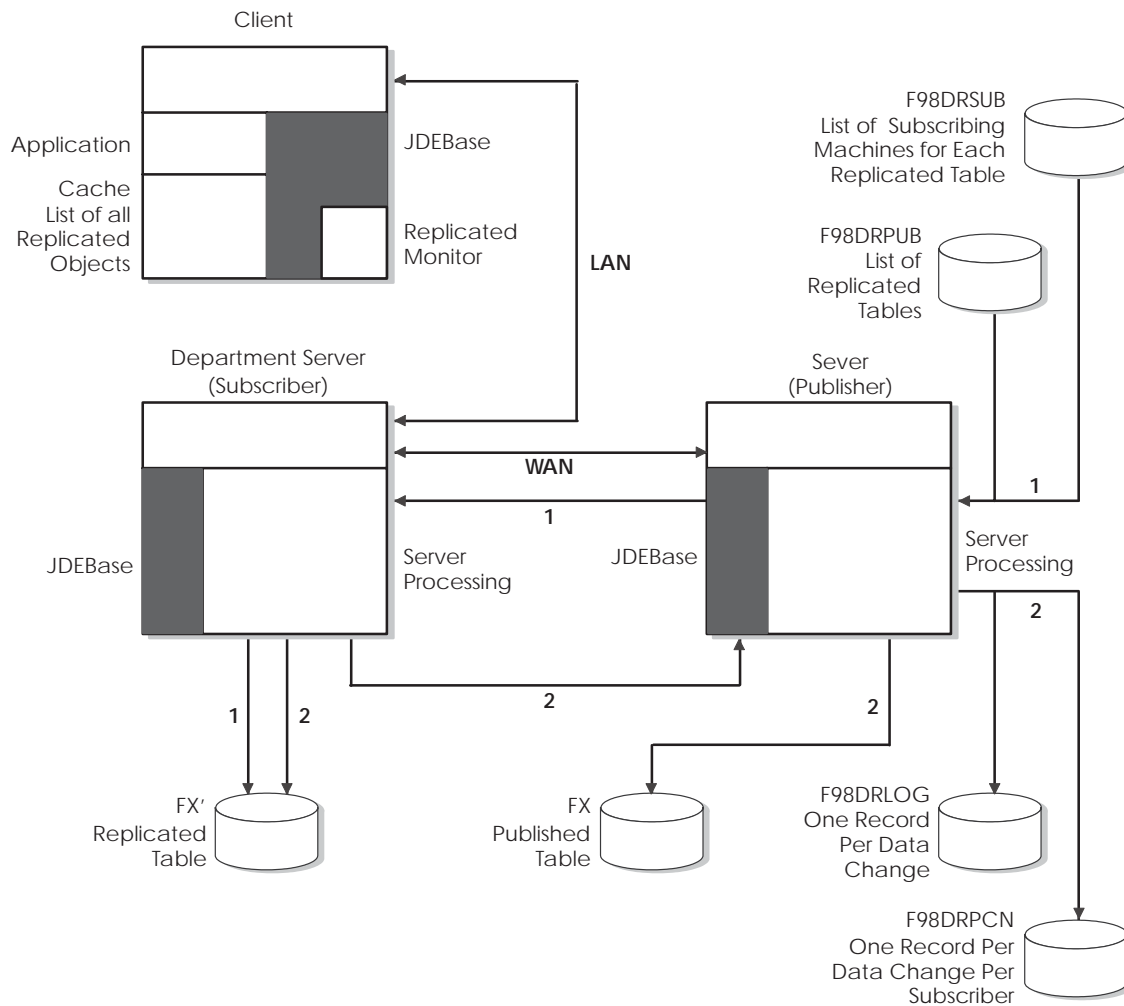 Client
Application
Cache
List of all
Replicated
Objects
JDEBase
Replicated
Monitor
LAN
F98DRSUB
List of Subscribing
Machines for Each
Replicated Table
F98DRPUB
List of
Replicated
Tables
Department Server
(Subscriber)
Sever
(Publisher)
WAN
1
1
JDEBase
Server
Processing
JDEBase
Server
Processing
2
1
2
2
2
FX′
Replicated
Table
FX
Published
Table
F98DRLOG
One Record
Per Data
Change
F98DRPCN
One Record Per
Data Change Per
Subscriber